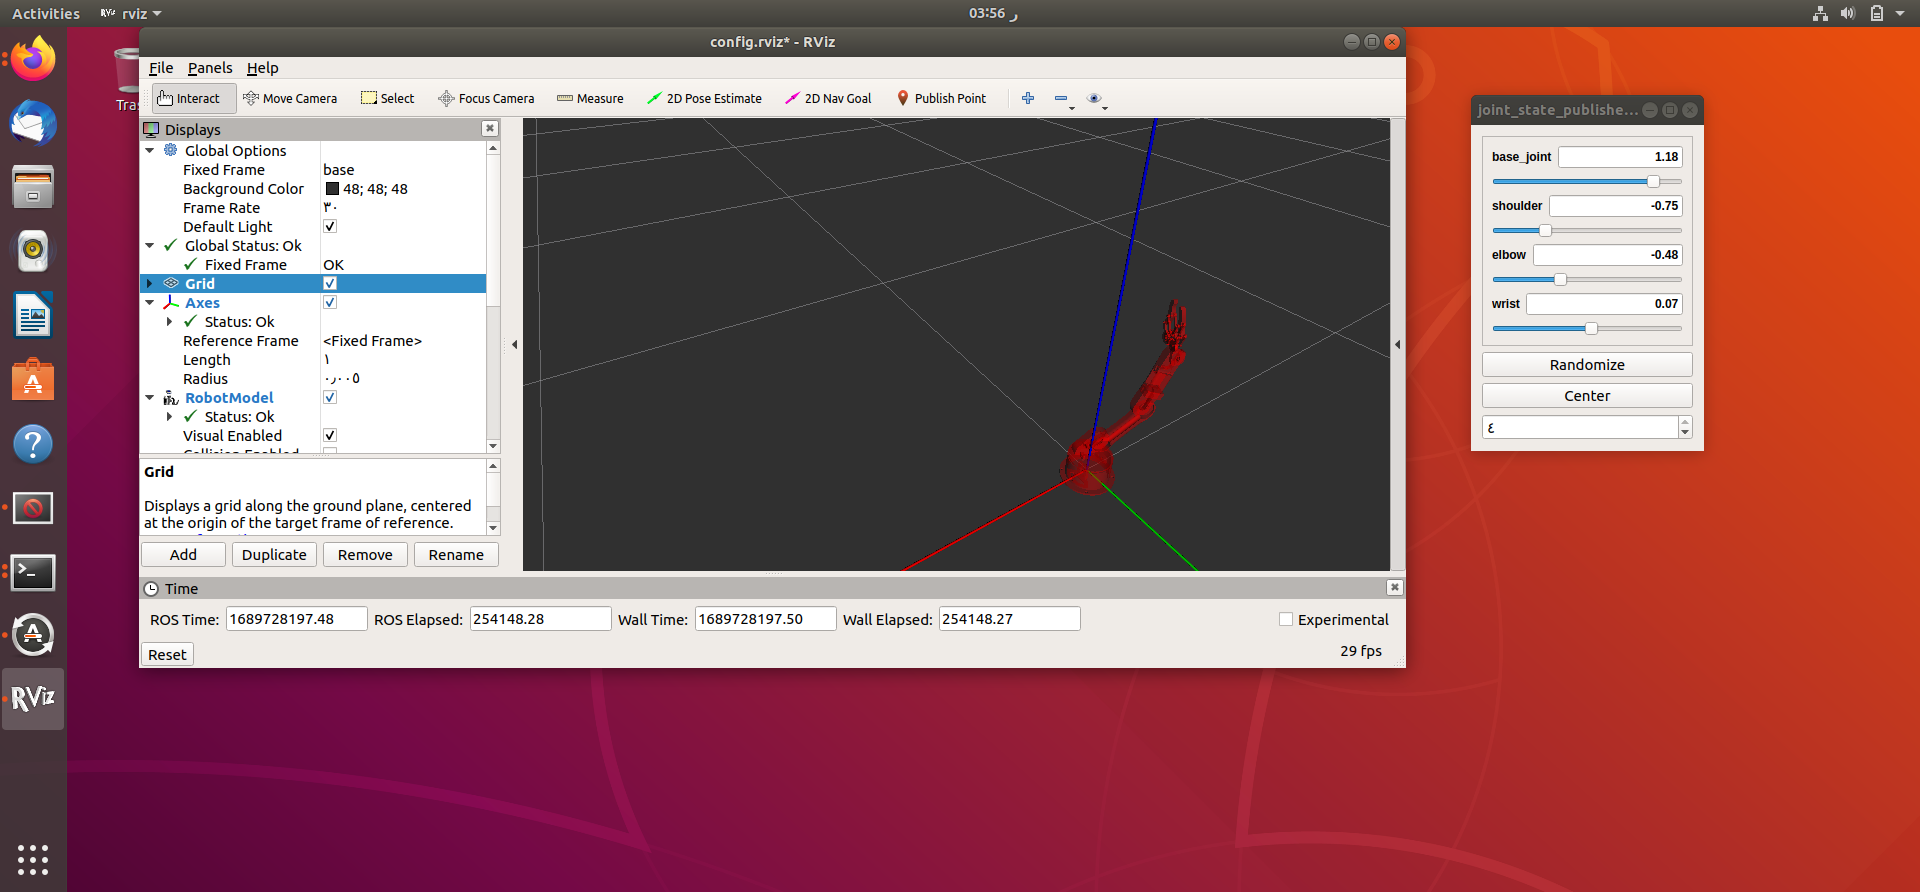 Activities
RViz rviz
03:56 ر
Tras
config.rviz* - RViz
File Panels Help
Interact Move Camera Select Focus Camera Measure 2D Pose Estimate 2D Nav Goal Publish Point
Displays
Global Options
Fixed Frame base
Background Color 48; 48; 48
Frame Rate ٣٠
Default Light
Global Status: Ok
Fixed Frame OK
Grid
Axes
Status: Ok
Reference Frame <Fixed Frame>
Length ١
Radius ٠٫٠٠٥
RobotModel
Status: Ok
Visual Enabled
Collision Enabled
Grid
Displays a grid along the ground plane, centered
at the origin of the target frame of reference.
Add Duplicate Remove Rename
Time
ROS Time: 1689728197.48 ROS Elapsed: 254148.28 Wall Time: 1689728197.50 Wall Elapsed: 254148.27 Experimental
Reset
29 fps
joint_state_publishe...
base_joint 1.18
shoulder -0.75
elbow -0.48
wrist 0.07
Randomize
Center
٤
RViz